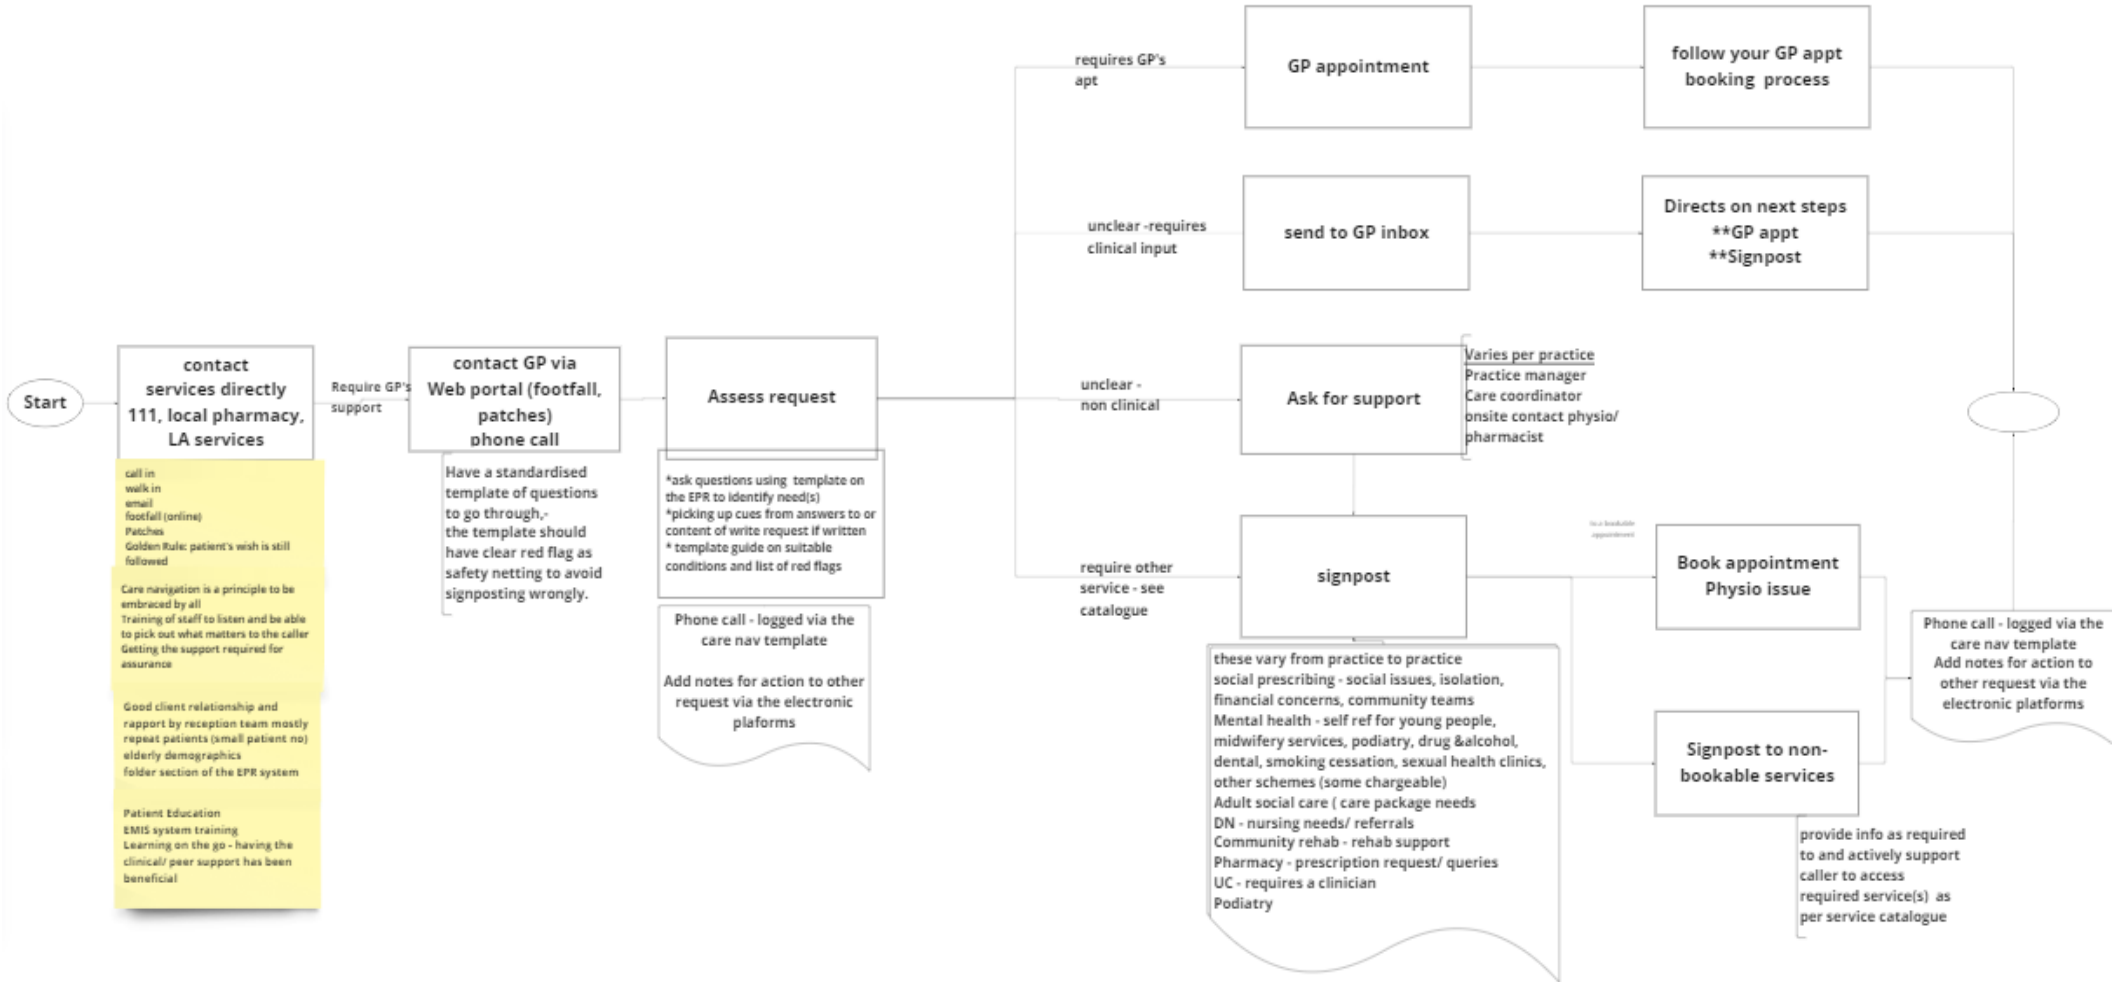 Start
contact
services directly
111, local pharmacy,
LA services
call in
walk in
email
footfall (online)
Patches
Golden Rule: patient's wish is still
followed
Care navigation is a principle to be
embraced by all
Training of staff to listen and be able
to pick out what matters to the caller
Getting the support required for
assurance
Good client relationship and
rapport by reception team mostly
repeat patients (small patient no)
elderly demographics
folder section of the EPR system
Patient Education
EMIS system training
Learning on the go - having the
clinical/ peer support has been
beneficial
Require GP's
support
contact GP via
Web portal (footfall,
patches)
phone call
Have a standardised
template of questions
to go through,-
the template should
have clear red flag as
safety netting to avoid
signposting wrongly.
Assess request
*ask questions using template on
the EPR to identify need(s)
*picking up cues from answers to or
content of write request if written
* template guide on suitable
conditions and list of red flags
Phone call - logged via the
care nav template
Add notes for action to other
request via the electronic
plaforms
requires GP's
apt
GP appointment
follow your GP appt
booking process
unclear -requires
clinical input
send to GP inbox
Directs on next steps
**GP appt
**Signpost
unclear -
non clinical
Ask for support
Varies per practice
Practice manager
Care coordinator
onsite contact physio/
pharmacist
require other
service - see
catalogue
signpost
these vary from practice to practice
social prescribing - social issues, isolation,
financial concerns, community teams
Mental health - self ref for young people,
midwifery services, podiatry, drug &alcohol,
dental, smoking cessation, sexual health clinics,
other schemes (some chargeable)
Adult social care ( care package needs
DN - nursing needs/ referrals
Community rehab - rehab support
Pharmacy - prescription request/ queries
UC - requires a clinician
Podiatry
to a bookable
appointment
Book appointment
Physio issue
Signpost to non-
bookable services
provide info as required
to and actively support
caller to access
required service(s) as
per service catalogue
Phone call - logged via the
care nav template
Add notes for action to
other request via the
electronic platforms